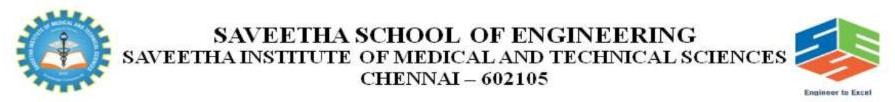 SAVEETHA SCHOOL OF ENGINEERING
SAVEETHA INSTITUTE OF MEDICAL AND TECHNICAL SCIENCES
CHENNAI – 602105
Engineer to Excel